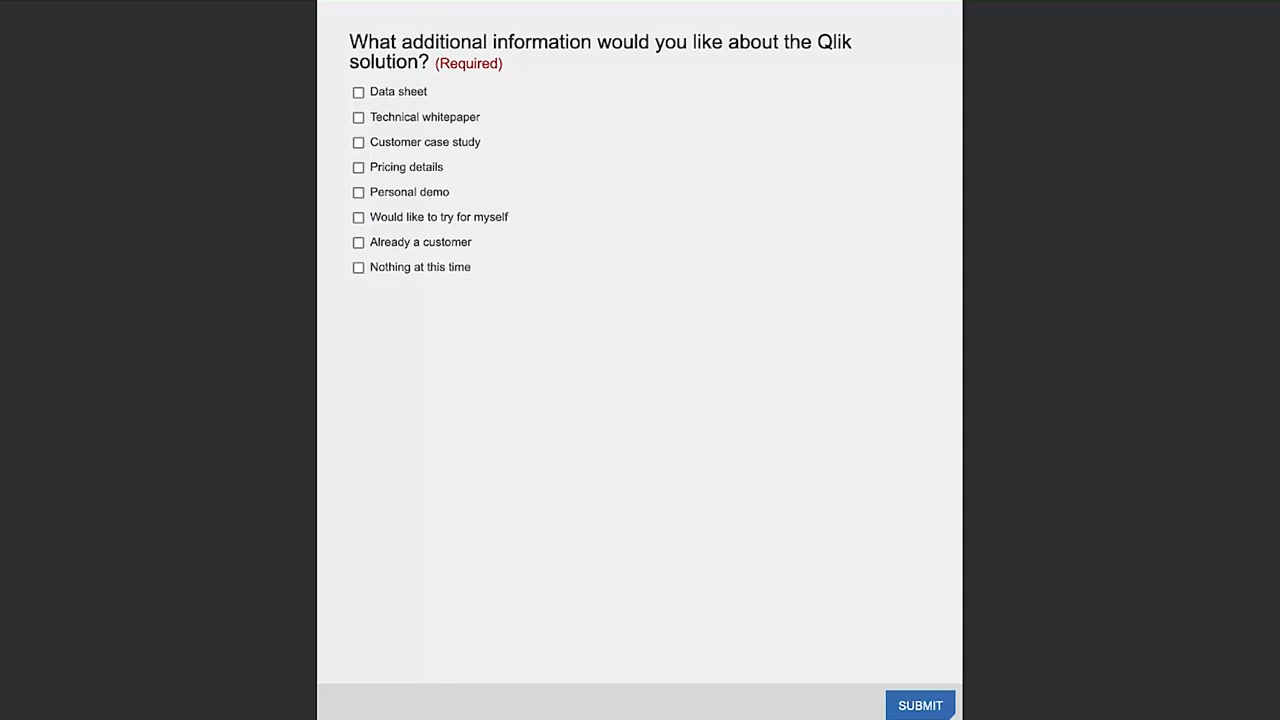 What additional information would you like about the Qlik
solution? (Required)
Data sheet
Technical whitepaper
Customer case study
Pricing details
Personal demo
Would like to try for myself
Already a customer
Nothing at this time
SUBMIT